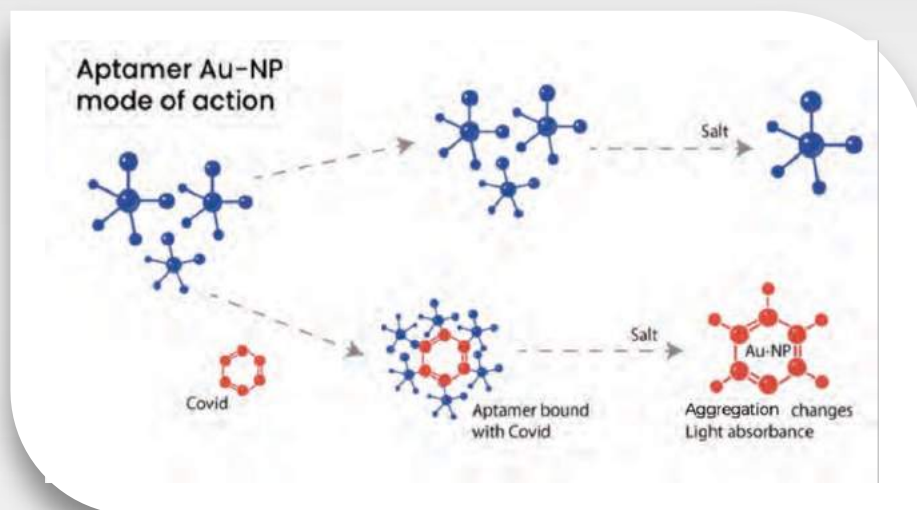 Aptamer Au-NP
mode of action
Salt
Covid
Aptamer bound
with Covid
Salt
Au-NP
Aggregation changes
Light absorbance